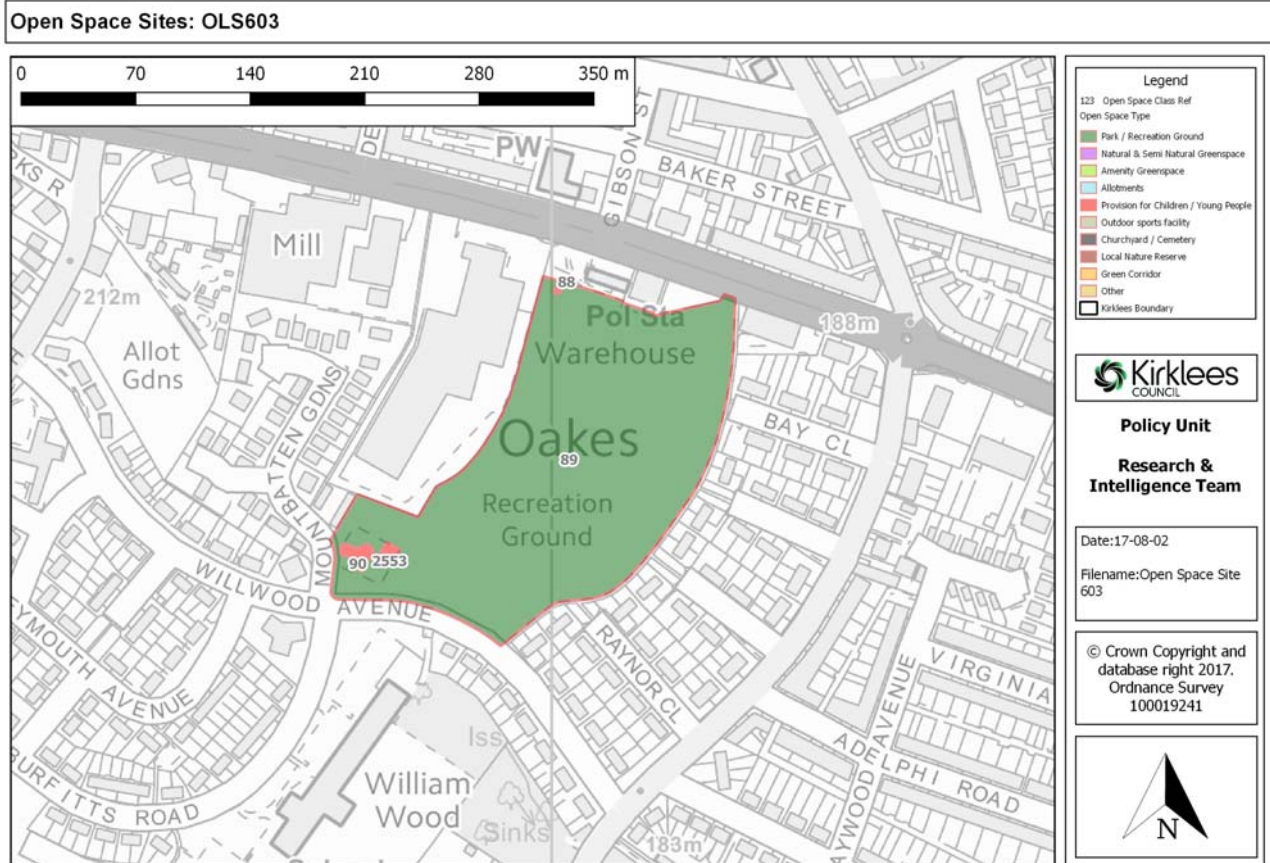 Open Space Sites: OLS603
0 70 140 210 280 350 m
PW
GIBSON ST
BAKER STREET
Mill
212m
88
Pol Sta
188m
Allot
Gdns
Warehouse
MOUNTBATTEN GDNS
Oakes
BAY CL
89
Recreation
Ground
90 2553
WILLWOOD AVENUE
RAYNOR CL
VIRGINIA
AVENUE
ADELPHI ROAD
Iss
William
Wood
Sinks
183m
Legend
123 Open Space Class Ref
Open Space Type
Park / Recreation Ground
Natural & Semi Natural Greenspace
Amenity Greenspace
Allotments
Provision for Children / Young People
Outdoor sports facility
Churchyard / Cemetery
Local Nature Reserve
Green Corridor
Other
Kirklees Boundary
Kirklees
COUNCIL
Policy Unit
Research &
Intelligence Team
Date:17-08-02
Filename:Open Space Site
603
© Crown Copyright and
database right 2017.
Ordnance Survey
100019241
N